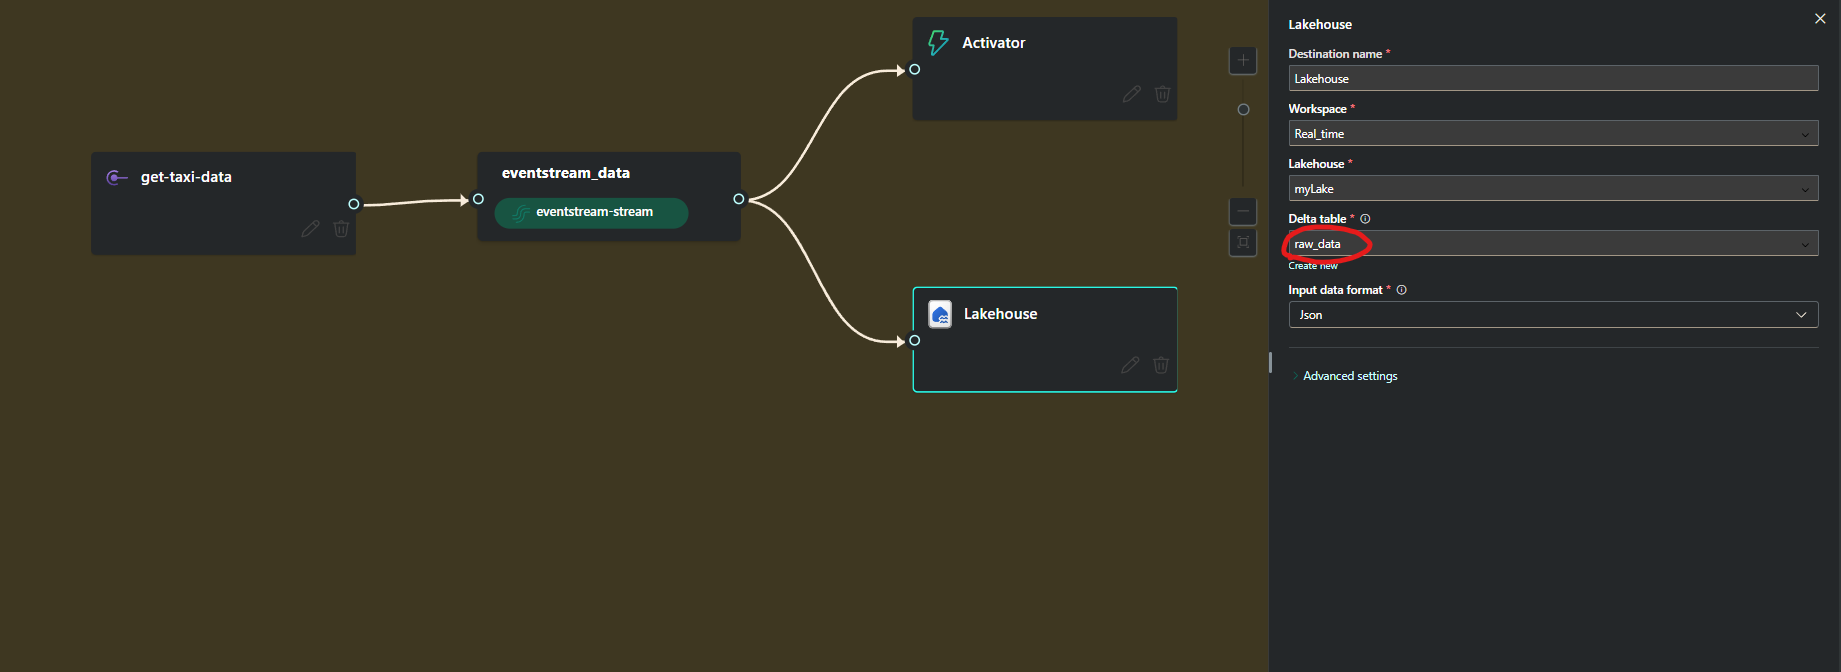 get-taxi-data
eventstream_data
eventstream-stream
Activator
Lakehouse
Lakehouse
Destination name *
Lakehouse
Workspace *
Real_time
Lakehouse *
myLake
Delta table *
raw_data
Create new
Input data format *
Json
Advanced settings